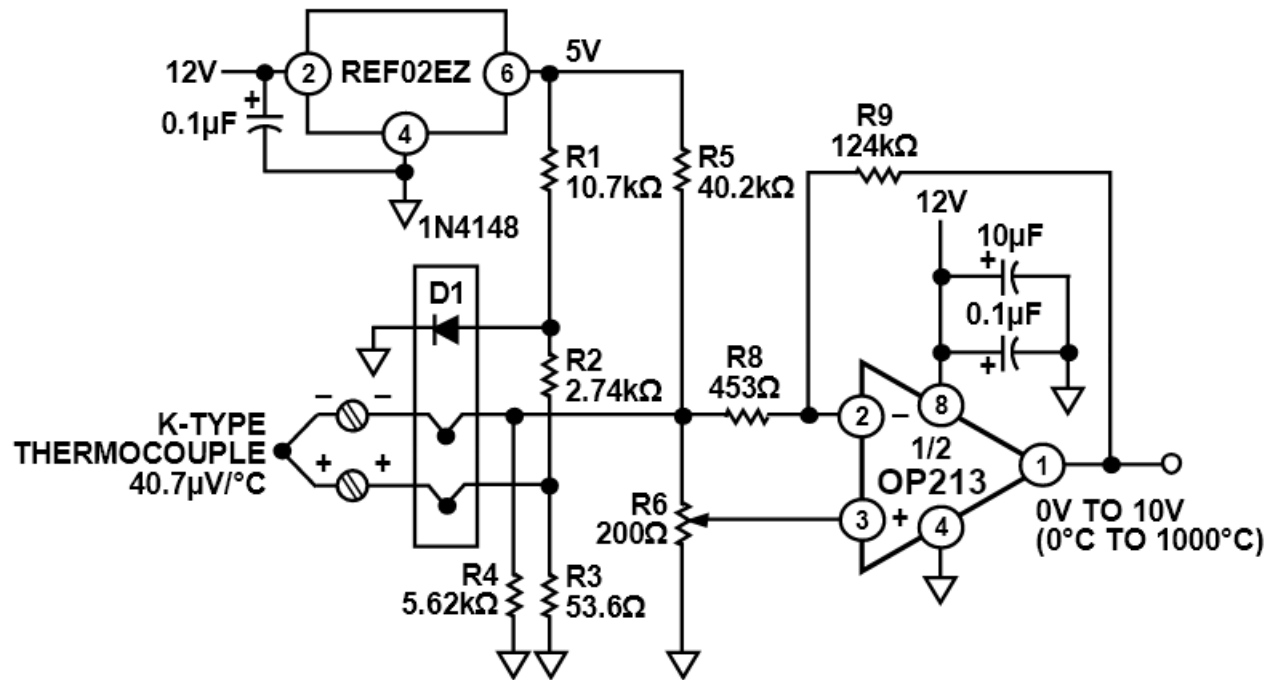 5V
12V
2
REF02EZ
6
+
0.1µF
4
R9
124kΩ
R1
10.7kΩ
R5
40.2kΩ
12V
1N4148
10µF
+
D1
0.1µF
+
R2
2.74kΩ
R8
453Ω
– –
K-TYPE
THERMOCOUPLE
40.7µV/°C
+ +
2
–
8
1/2
OP213
1
R6
200Ω
3
+
4
0V TO 10V
(0°C TO 1000°C)
R4
5.62kΩ
R3
53.6Ω